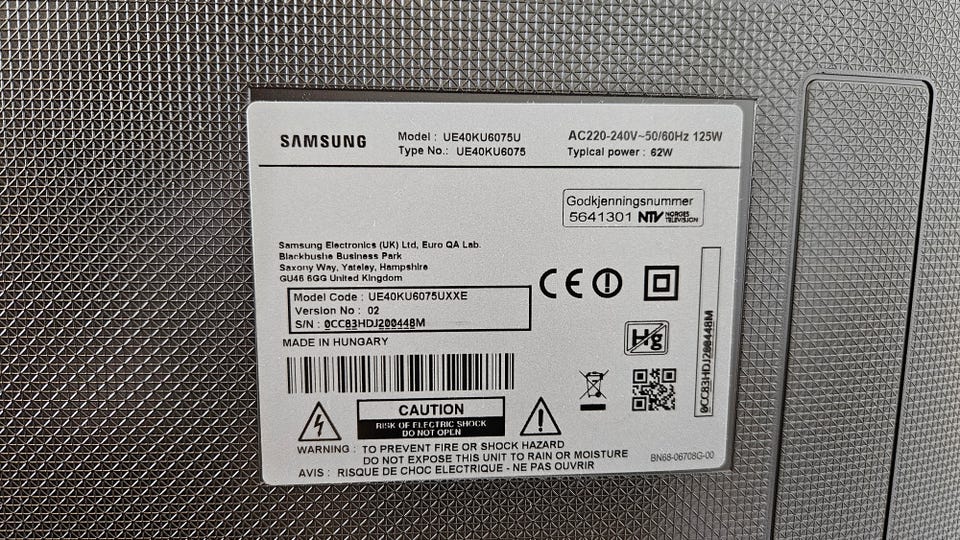 SAMSUNG
Model : UE40KU6075U
Type No.: UE40KU6075
AC220-240V~50/60Hz 125W
Typical power : 62W
Godkjenningsnummer
5641301 NTV NORGES TELEVISJON
Samsung Electronics (UK) Ltd, Euro QA Lab.
Blackbushe Business Park
Saxony Way, Yateley, Hampshire
GU46 6GG United Kingdom
Model Code : UE40KU6075UXXE
Version No : 02
S/N : 0CC83HDJ200448M
MADE IN HUNGARY
CE
Hg
0CC83HDJ200448M
CAUTION
RISK OF ELECTRIC SHOCK
DO NOT OPEN
WARNING : TO PREVENT FIRE OR SHOCK HAZARD
DO NOT EXPOSE THIS UNIT TO RAIN OR MOISTURE
AVIS : RISQUE DE CHOC ELECTRIQUE - NE PAS OUVRIR
BN68-06708G-00